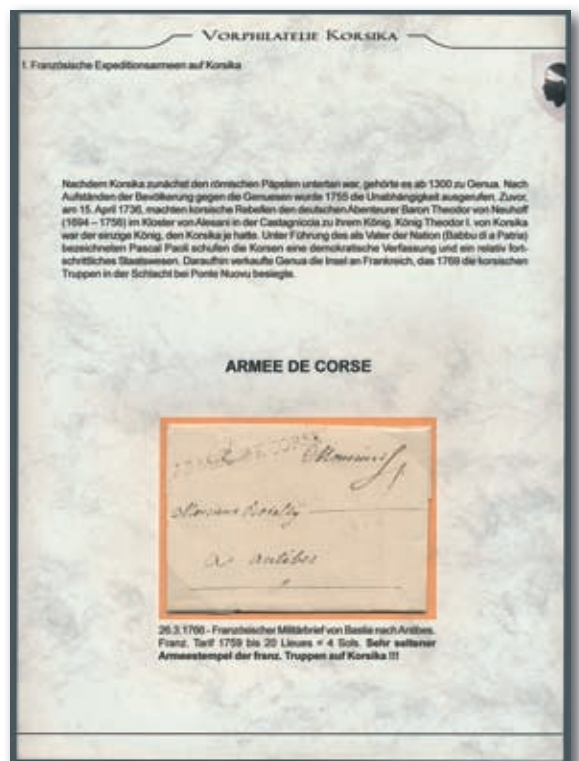 VORPHILATELIE KORSIKA
1. Französische Expeditionsarmeen auf Korsika
Nachdem Korsika zunächst den römischen Päpsten untertan war, gehörte es ab 1300 zu Genua. Nach
Aufständen der Bevölkerung gegen die Genuesen wurde 1755 die Unabhängigkeit ausgerufen. Zuvor,
am 15. April 1736, machten korsische Rebellen den deutschen Abenteurer Baron Theodor von Neuhoff
(1694 – 1756) im Kloster von Alesani in der Castagniccia zu ihrem König. König Theodor I. von Korsika
war der einzige König, den Korsika je hatte. Unter Führung des als Vater der Nation (Babbu di a Patria)
bezeichneten Pascal Paoli schufen die Korsen eine demokratische Verfassung und ein relativ fort-
schrittliches Staatswesen. Daraufhin verkaufte Genua die Insel an Frankreich, das 1769 die korsischen
Truppen in der Schlacht bei Ponte Nuovu besiegte.
ARMEE DE CORSE
Monsieur
Monsieur
a antibes
26.3.1766 - Französischer Militärbrief von Bastia nach Antibes.
Franz. Tarif 1759 bis 20 Lieues = 4 Sols. Sehr seltener
Armeestempel der franz. Truppen auf Korsika !!!